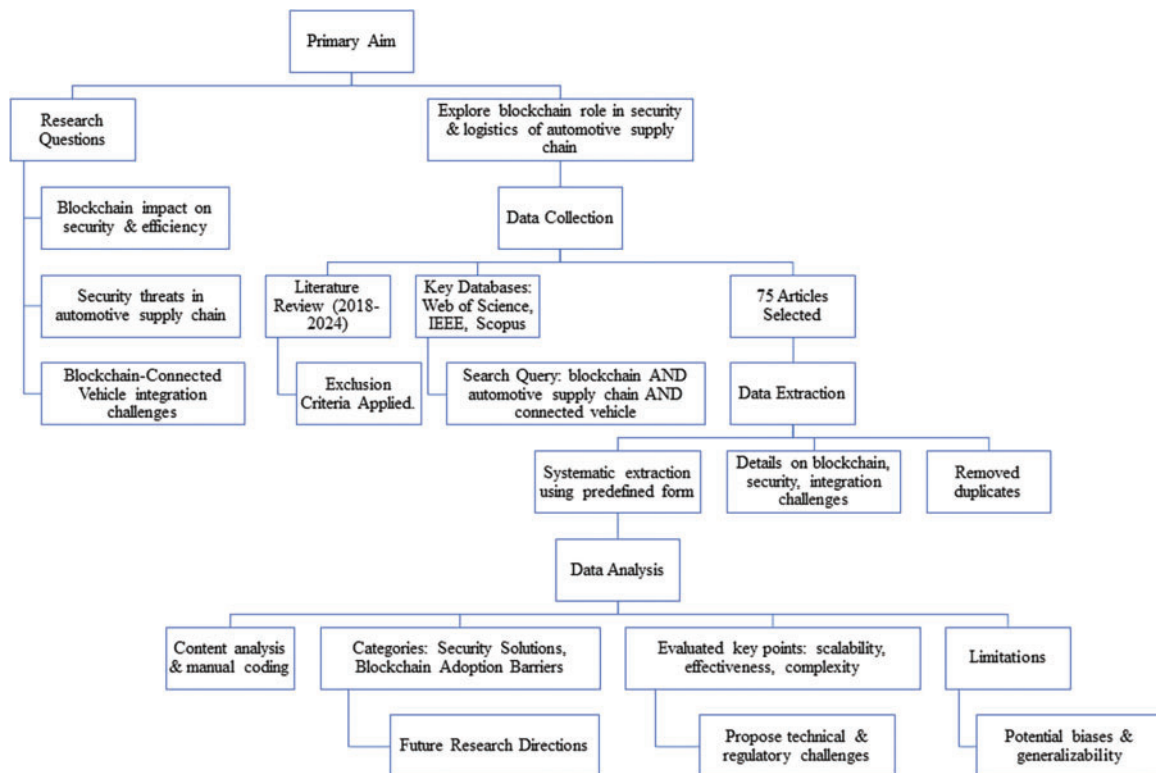 Primary Aim
Research
Questions
Explore blockchain role in security
& logistics of automotive supply
chain
Blockchain impact on
security & efficiency
Security threats in
automotive supply chain
Blockchain-Connected
Vehicle integration
challenges
Data Collection
Literature
Review (2018-
2024)
Exclusion
Criteria Applied.
Key Databases:
Web of Science,
IEEE, Scopus
Search Query: blockchain AND
automotive supply chain AND
connected vehicle
75 Articles
Selected
Data Extraction
Systematic extraction
using predefined form
Details on blockchain,
security, integration
challenges
Removed
duplicates
Data Analysis
Content analysis
& manual coding
Categories: Security Solutions,
Blockchain Adoption Barriers
Future Research Directions
Evaluated key points: scalability,
effectiveness, complexity
Propose technical &
regulatory challenges
Limitations
Potential biases &
generalizability